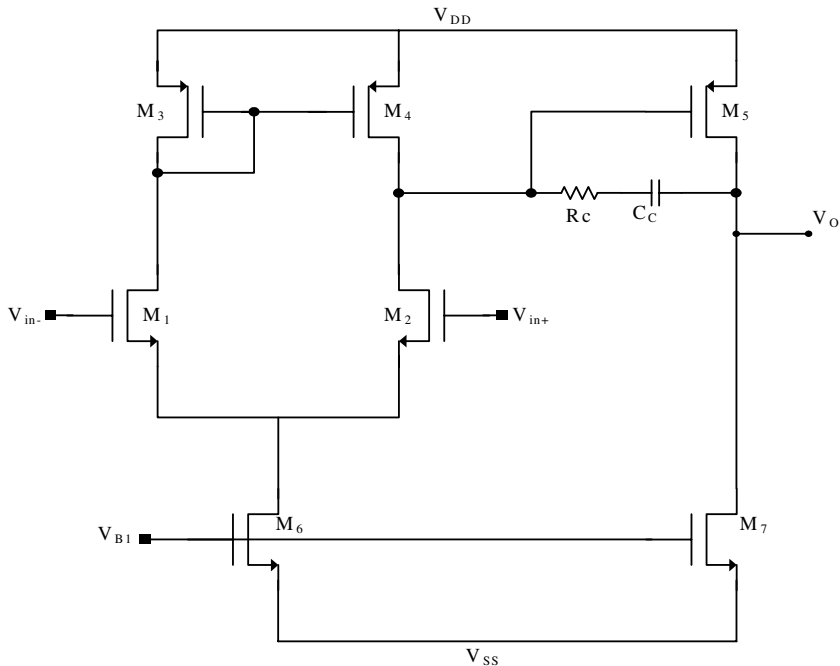 V_DD
M_3
M_4
M_5
Rc
C_C
V_O
V_in-
M_1
M_2
V_in+
V_B1
M_6
M_7
V_SS